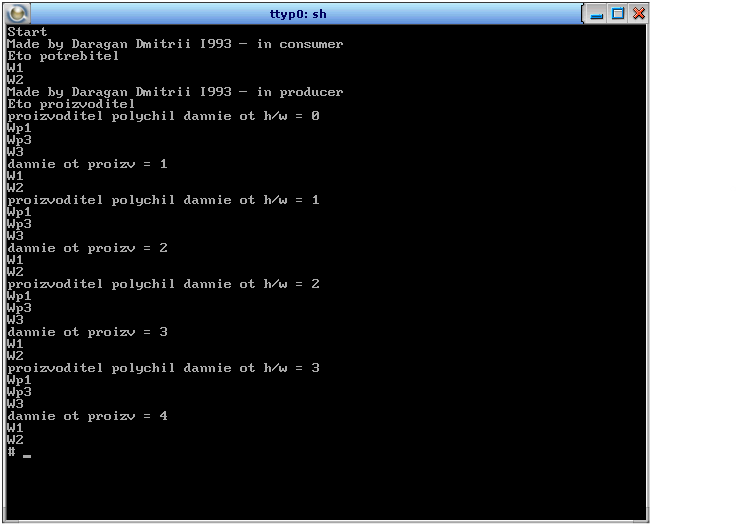 ttyp0: sh
Start
Made by Daragan Dmitrii I993 - in consumer
Eto potrebitel
W1
W2
Made by Daragan Dmitrii I993 - in producer
Eto proizvoditel
proizvoditel polychil dannie ot h/w = 0
Wp1
Wp3
W3
dannie ot proizv = 1
W1
W2
proizvoditel polychil dannie ot h/w = 1
Wp1
Wp3
W3
dannie ot proizv = 2
W1
W2
proizvoditel polychil dannie ot h/w = 2
Wp1
Wp3
W3
dannie ot proizv = 3
W1
W2
proizvoditel polychil dannie ot h/w = 3
Wp1
Wp3
W3
dannie ot proizv = 4
W1
W2
# _